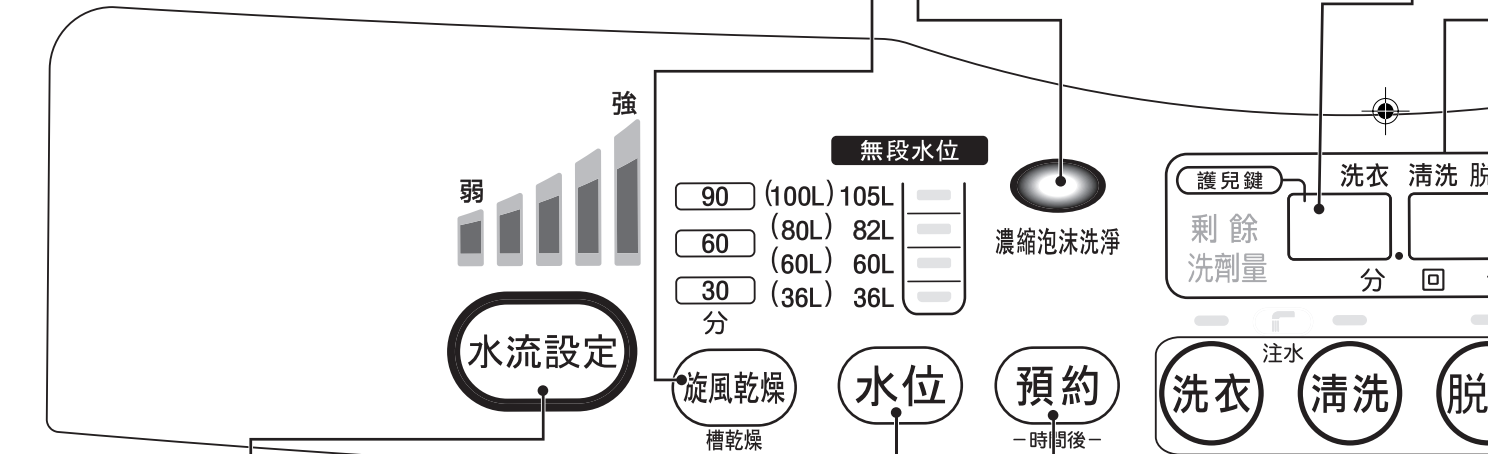 強
弱
水流設定
90
60
30
分
(100L) 105L
(80L) 82L
(60L) 60L
(36L) 36L
無段水位
濃縮泡沫洗淨
旋風乾燥
槽乾燥
水位
預約
－時間後－
護兒鍵
洗衣 清洗
剩餘
洗劑量
分 回
注水
洗衣
清洗